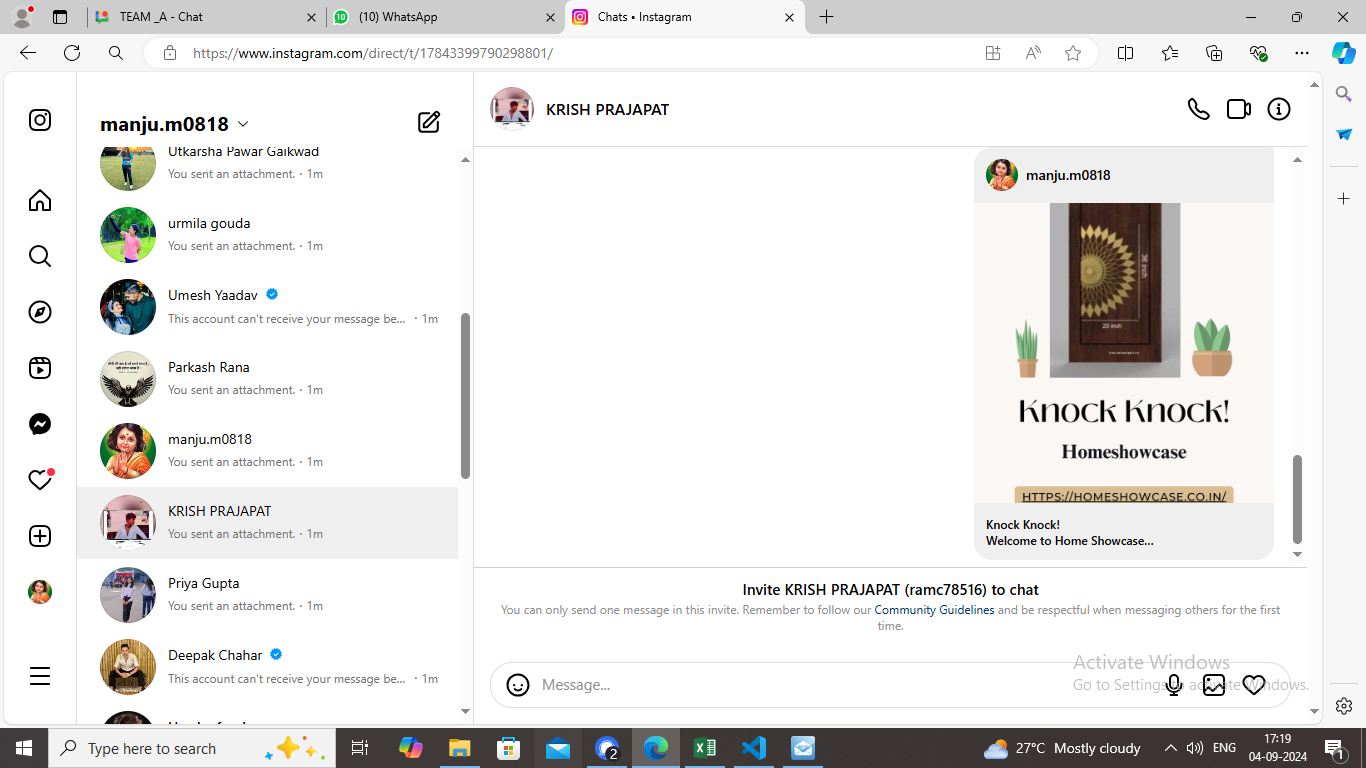 TEAM _A - Chat
(10) WhatsApp
Chats • Instagram
https://www.instagram.com/direct/t/17843399790298801/
manju.m0818
Utkarsha Pawar Gaikwad
You sent an attachment. · 1m
urmila gouda
You sent an attachment. · 1m
Umesh Yaadav
This account can't receive your message be... · 1m
Parkash Rana
You sent an attachment. · 1m
manju.m0818
You sent an attachment. · 1m
KRISH PRAJAPAT
You sent an attachment. · 1m
Priya Gupta
You sent an attachment. · 1m
Deepak Chahar
This account can't receive your message be... · 1m
KRISH PRAJAPAT
manju.m0818
36 inch
20 inch
Knock Knock!
Homeshowcase
HTTPS://HOMESHOWCASE.CO.IN/
Knock Knock!
Welcome to Home Showcase...
Invite KRISH PRAJAPAT (ramc78516) to chat
You can only send one message in this invite. Remember to follow our Community Guidelines and be respectful when messaging others for the first
time.
Message...
Activate Windows
Go to Settings to activate Windows.
Type here to search
2
27°C Mostly cloudy
ENG
17:19
04-09-2024
1